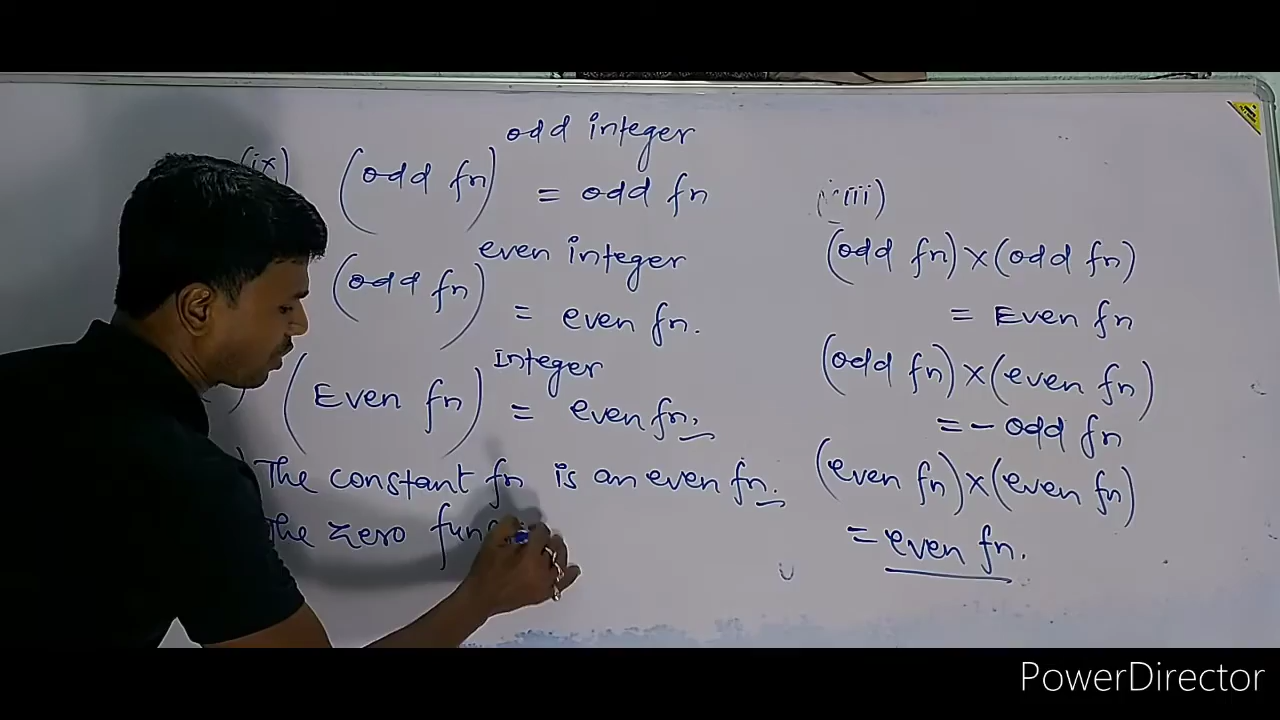 (ix) (odd fn) odd integer = odd fn
(odd fn) even integer = even fn.
(Even fn) Integer = even fn.
The constant fn is an even fn.
The zero func
(iii)
(odd fn)×(odd fn)
= Even fn
(odd fn)×(even fn)
= - odd fn
(even fn)×(even fn)
= even fn.
PowerDirector